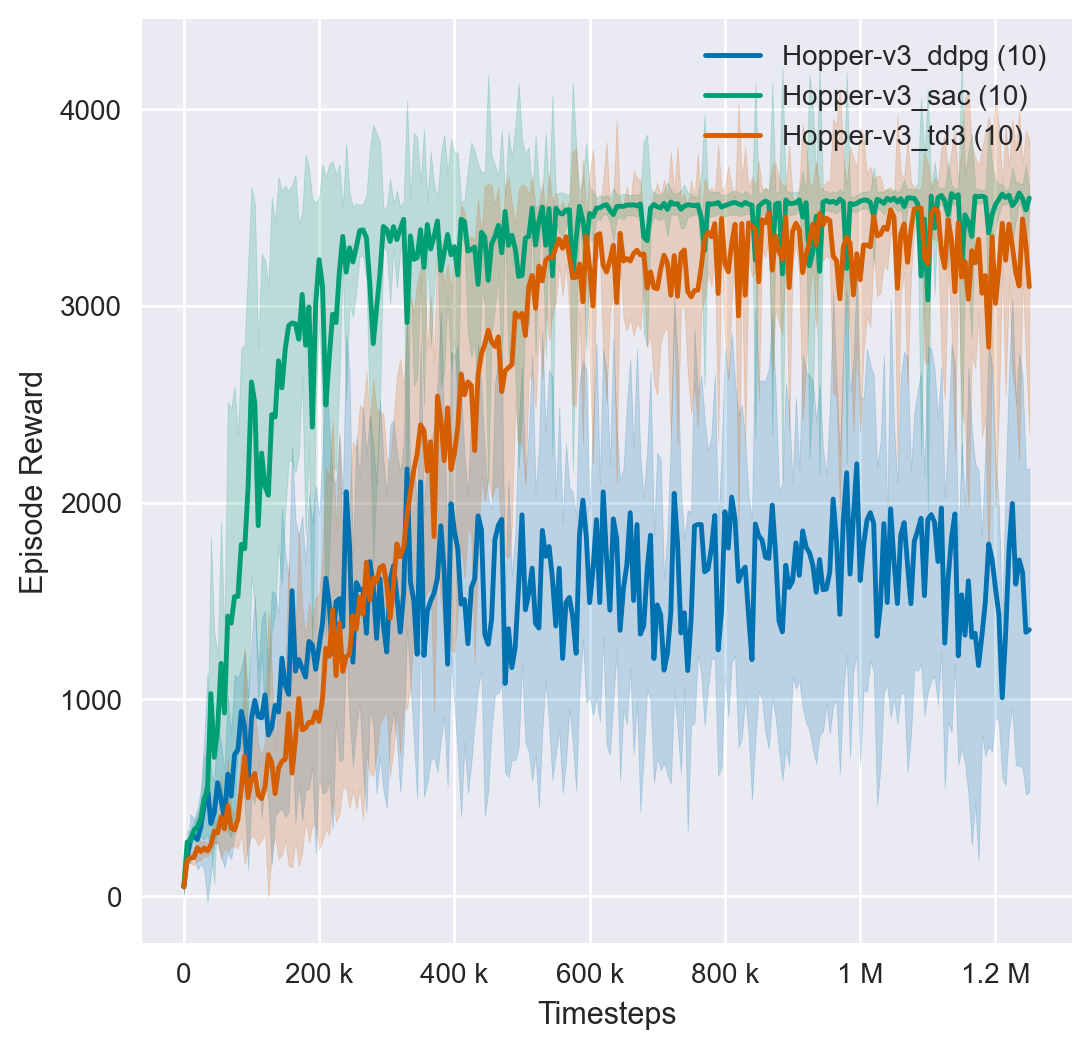 Hopper-v3_ddpg (10)
Hopper-v3_sac (10)
Hopper-v3_td3 (10)
4000
3000
2000
1000
0
Episode Reward
0 200 k 400 k 600 k 800 k 1 M 1.2 M
Timesteps